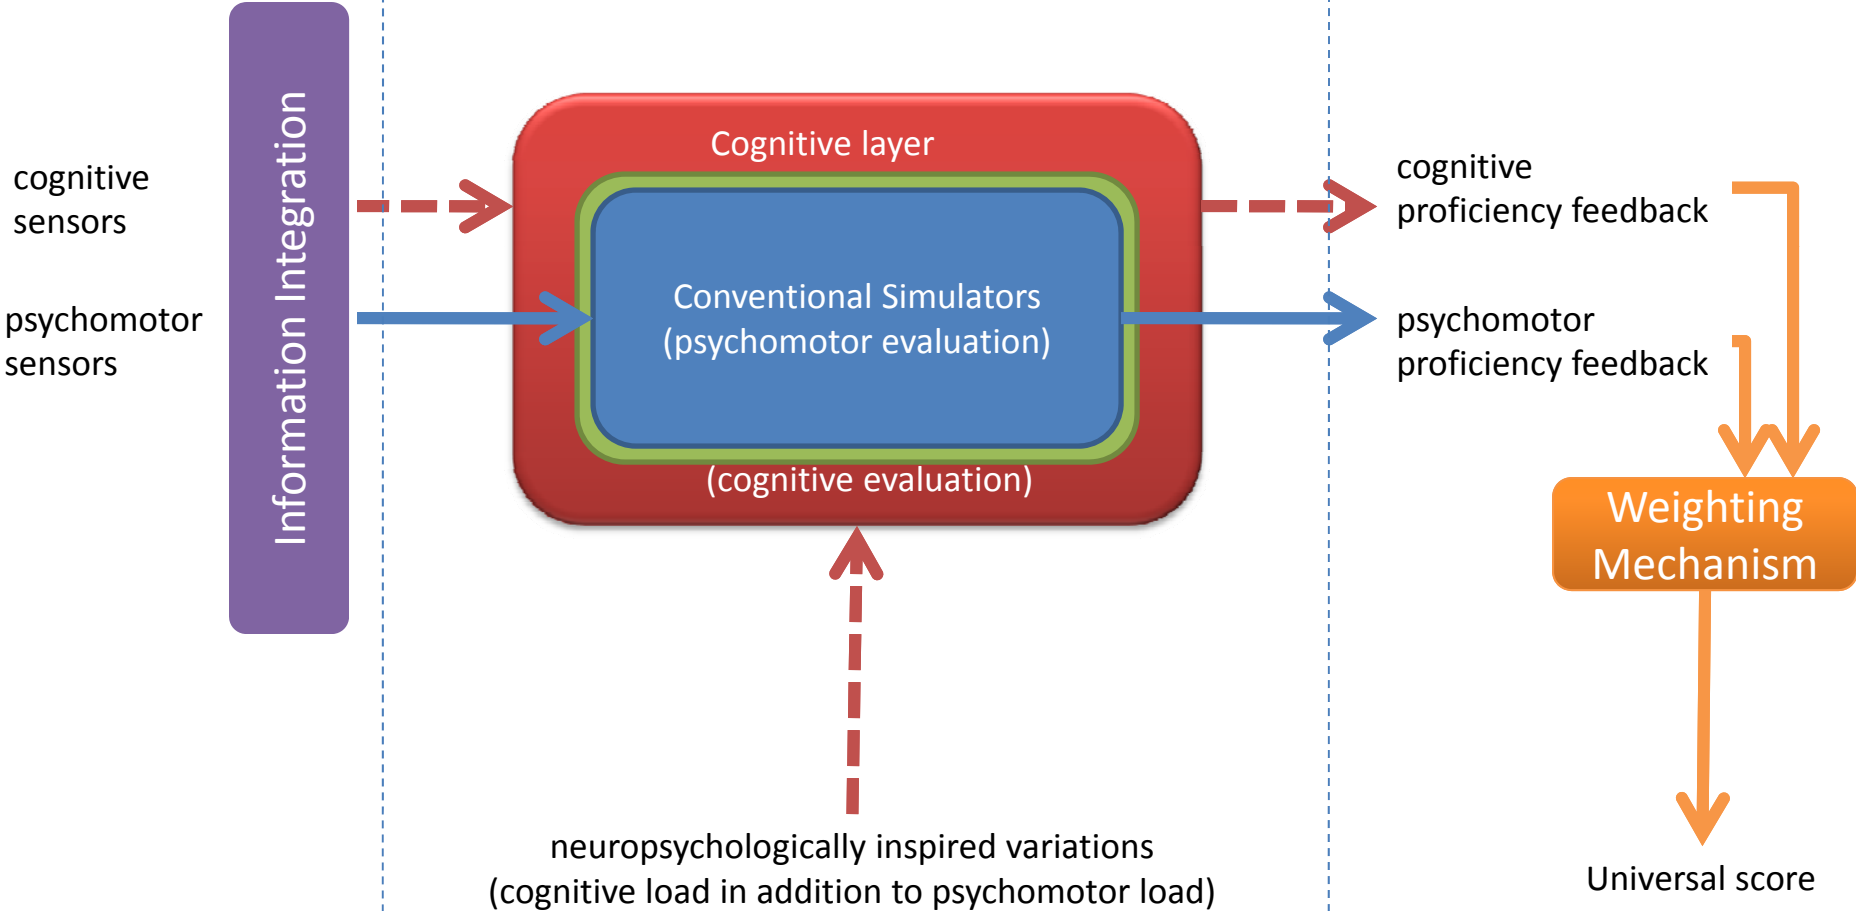 cognitive
sensors
psychomotor
sensors
Information Integration
Cognitive layer
Conventional Simulators
(psychomotor evaluation)
(cognitive evaluation)
neuropsychologically inspired variations
(cognitive load in addition to psychomotor load)
cognitive
proficiency feedback
psychomotor
proficiency feedback
Weighting
Mechanism
Universal score